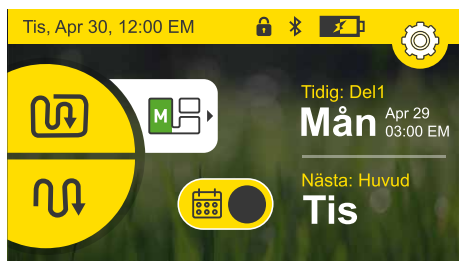 Tis, Apr 30, 12:00 EM
Tidig: Del1
Mån Apr 29
03:00 EM
M
Nästa: Huvud
Tis